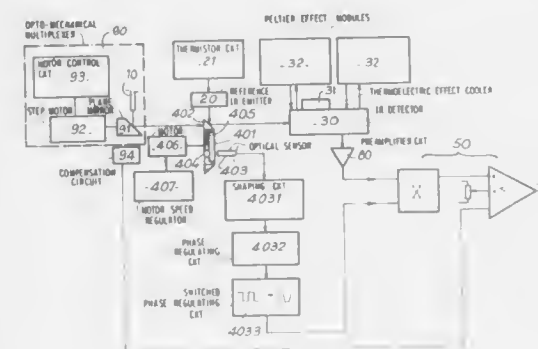 PELTIER EFFECT MODULES
OPTO-MECHANICAL
MULTIPLEXER
90
MOTOR CONTROL
CKT
93.
THERMISTOR CKT
.21
.32.
.32
10
31
STEP MOTOR
PLANE
MIRROR
REFERENCE
IR EMITTER
20
THERMOELECTRIC EFFECT COOLER
IR DETECTOR
92.
91
402
405
.30
MOTOR
401
.406.
OPTICAL SENSOR
PREAMPLIFIER CKT
60
50
94
404
403
COMPENSATION
CIRCUIT
.407.
SHAPING CKT
4031
X
MOTOR SPEED
REGULATOR
PHASE
REGULATING
CKT
4032
SWITCHED
PHASE REGULATING
CKT
4033